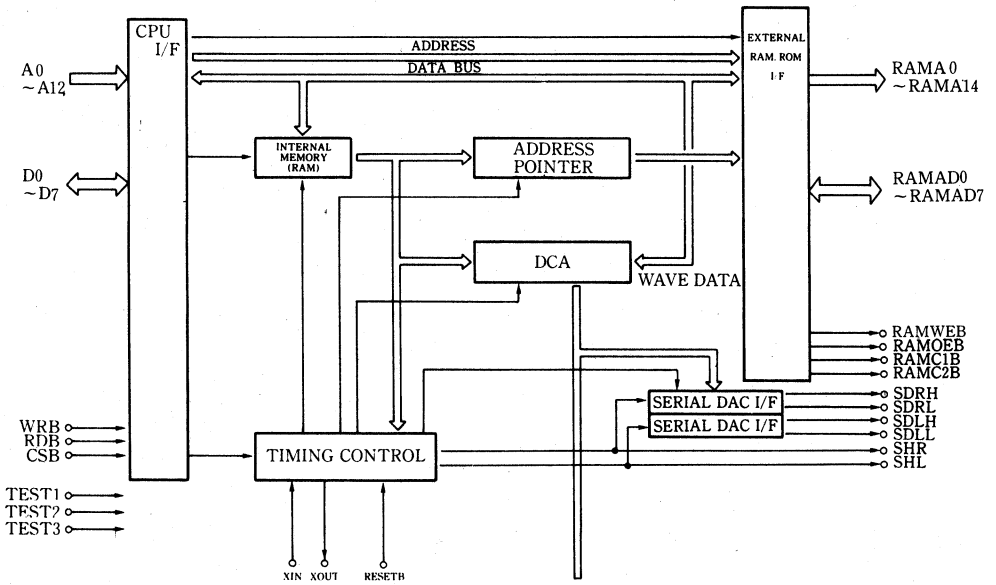 CPU
I/F
EXTERNAL
RAM. ROM
I/F
ADDRESS
DATA BUS
A0
~A12
RAMA0
~RAMA14
INTERNAL
MEMORY
(RAM)
ADDRESS
POINTER
D0
~D7
RAMAD0
~RAMAD7
DCA
WAVE DATA
RAMWEB
RAMOEB
RAMC1B
RAMC2B
SERIAL DAC I/F
SERIAL DAC I/F
SDRH
SDRL
SDLH
SDLL
SHR
SHL
WRB
RDB
CSB
TIMING CONTROL
TEST1
TEST2
TEST3
XIN
XOUT
RESETB